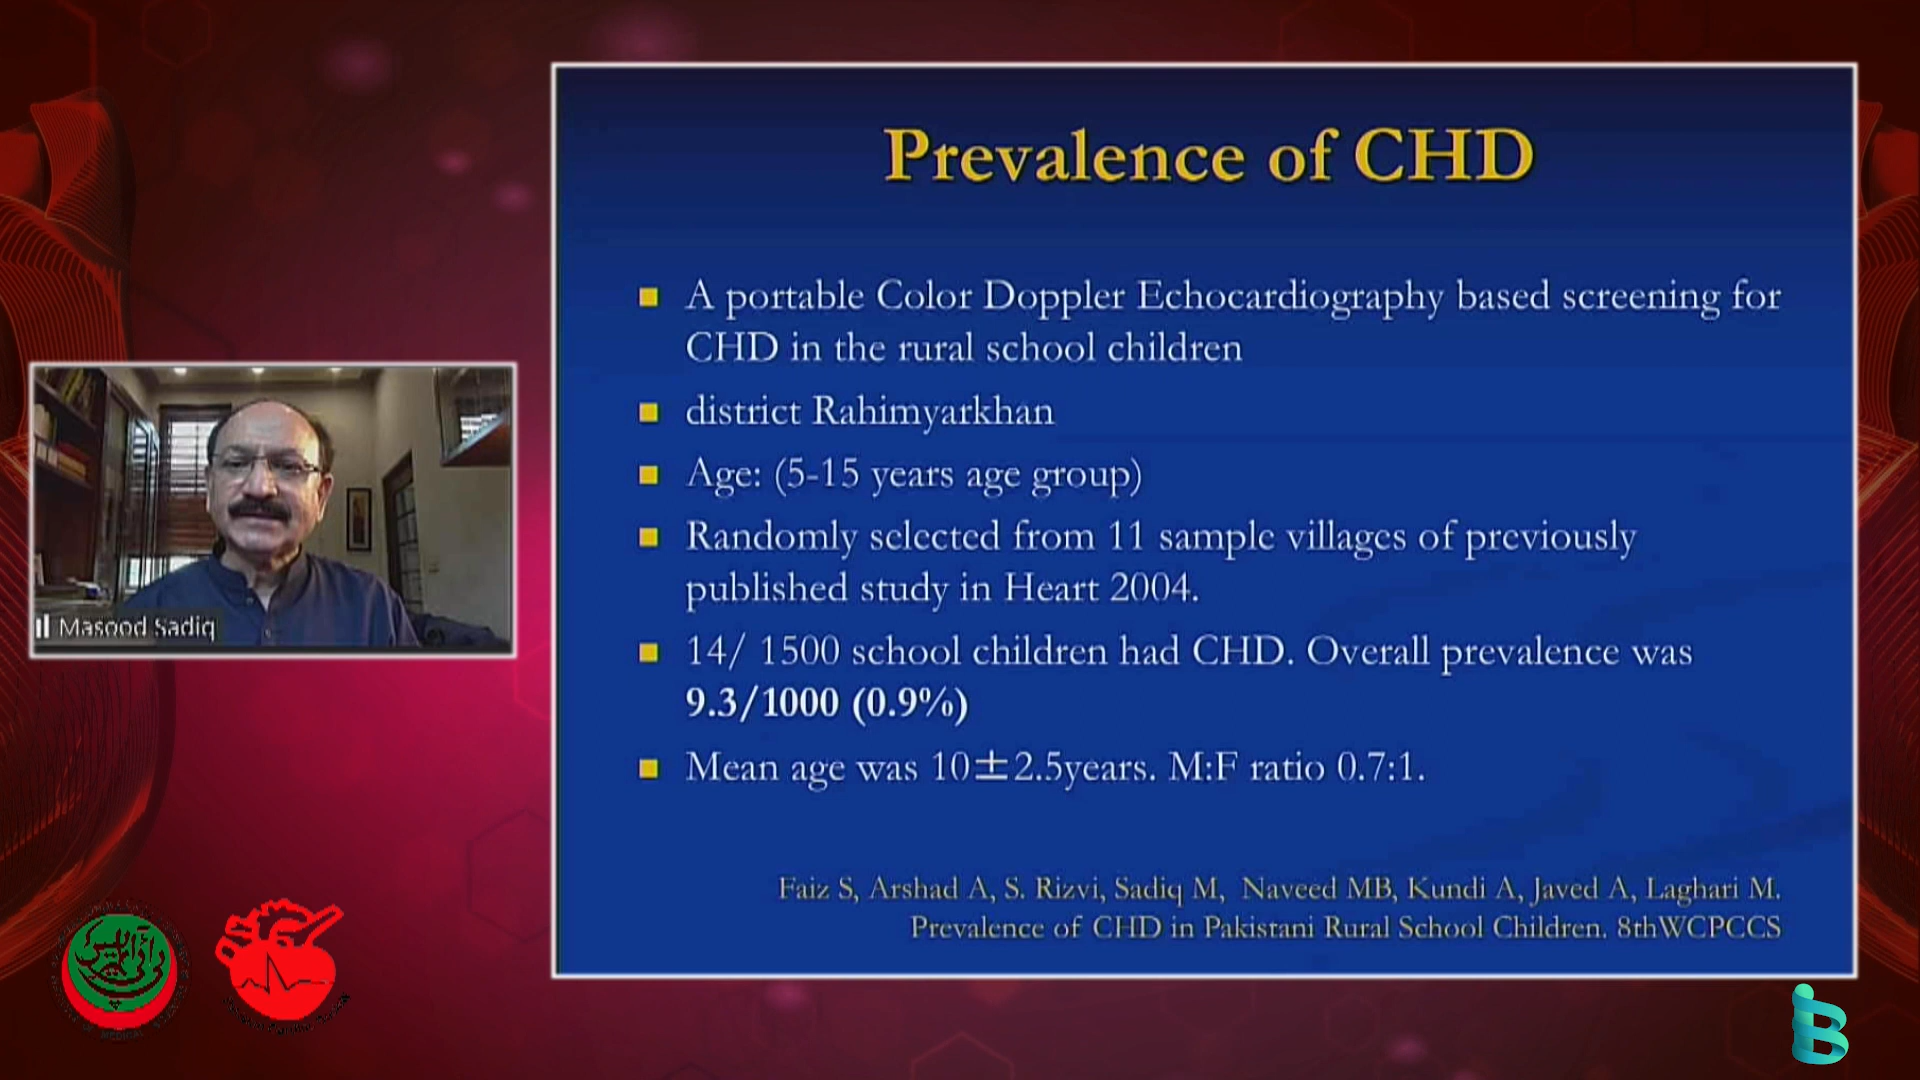 Prevalence of CHD
A portable Color Doppler Echocardiography based screening for
CHD in the rural school children
district Rahimyarkhan
Age: (5-15 years age group)
Randomly selected from 11 sample villages of previously
published study in Heart 2004.
14/ 1500 school children had CHD. Overall prevalence was
9.3/1000 (0.9%)
Mean age was 10±2.5years. M:F ratio 0.7:1.
Faiz S, Arshad A, S. Rizvi, Sadiq M, Naveed MB, Kundi A, Javed A, Laghari M.
Prevalence of CHD in Pakistani Rural School Children. 8thWCPCCS
Masood Sadiq